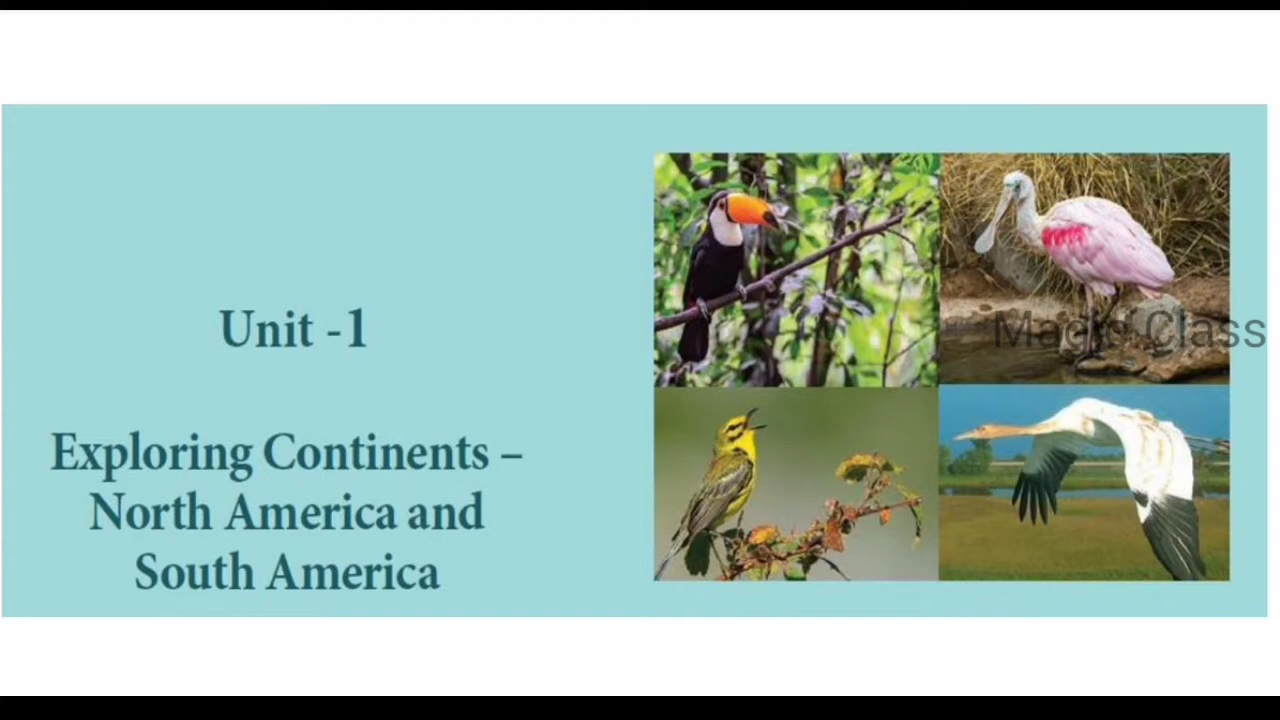 Unit -1
Exploring Continents –
North America and
South America
Magic Class